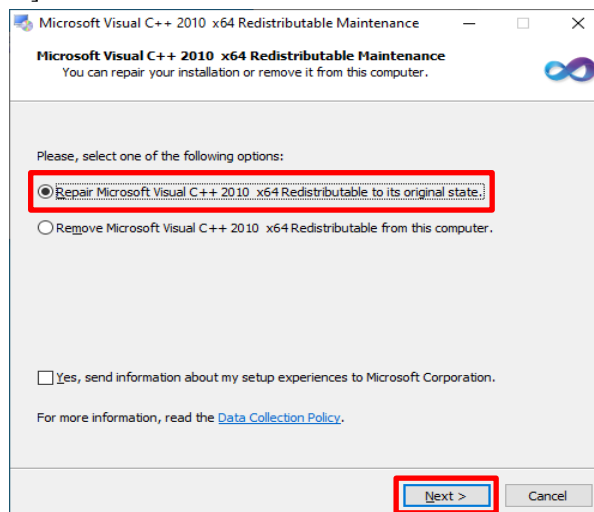 Microsoft Visual C++ 2010 x64 Redistributable Maintenance
Microsoft Visual C++ 2010 x64 Redistributable Maintenance
You can repair your installation or remove it from this computer.
Please, select one of the following options:
Repair Microsoft Visual C++ 2010 x64 Redistributable to its original state.
Remove Microsoft Visual C++ 2010 x64 Redistributable from this computer.
Yes, send information about my setup experiences to Microsoft Corporation.
For more information, read the Data Collection Policy.
Next > Cancel